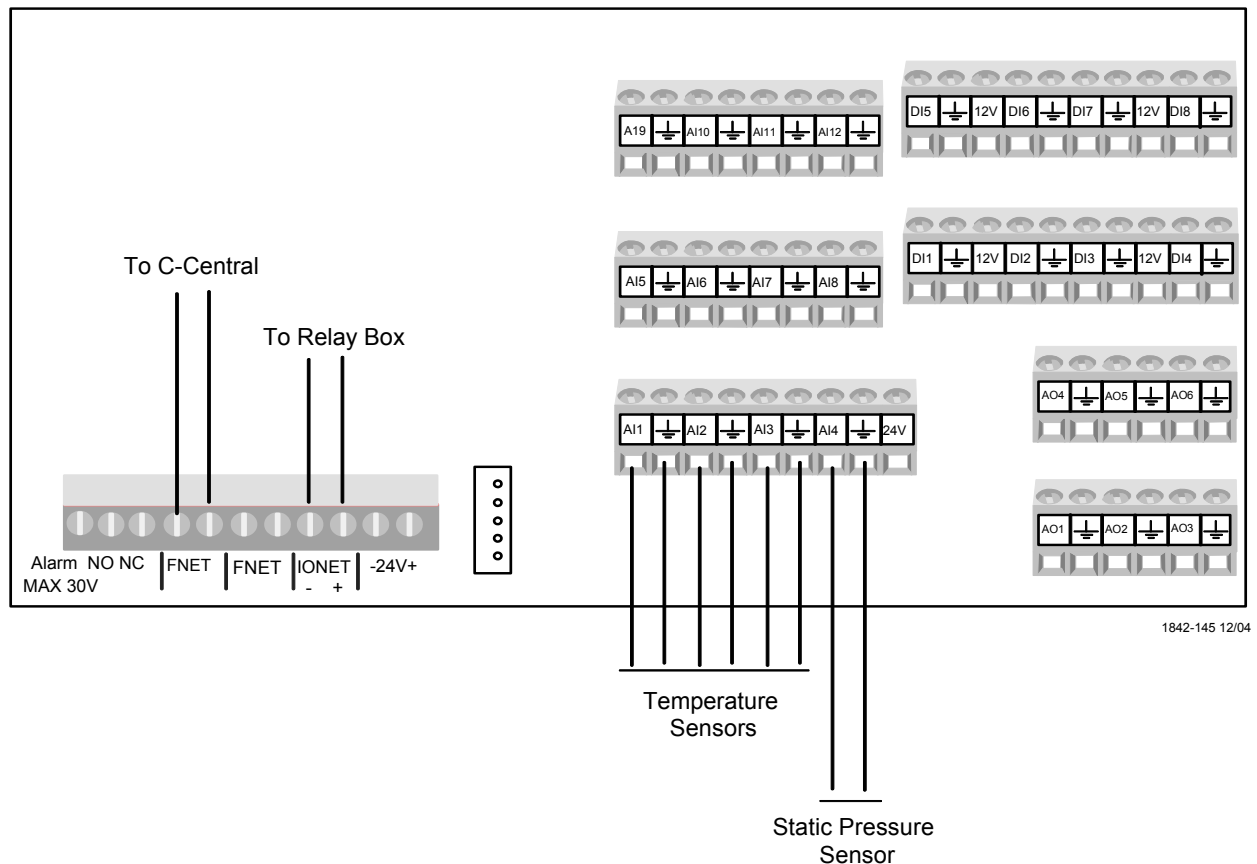 DI5 12V DI6 DI7 12V DI8
A19 AI10 AI11 AI12
DI1 12V DI2 DI3 12V DI4
AI5 AI6 AI7 AI8
To C-Central
To Relay Box
AO4 AO5 AO6
AI1 AI2 AI3 AI4 24V
AO1 AO2 AO3
Alarm NO NC FNET FNET IONET -24V+
MAX 30V - +
1842-145 12/04
Temperature
Sensors
Static Pressure
Sensor